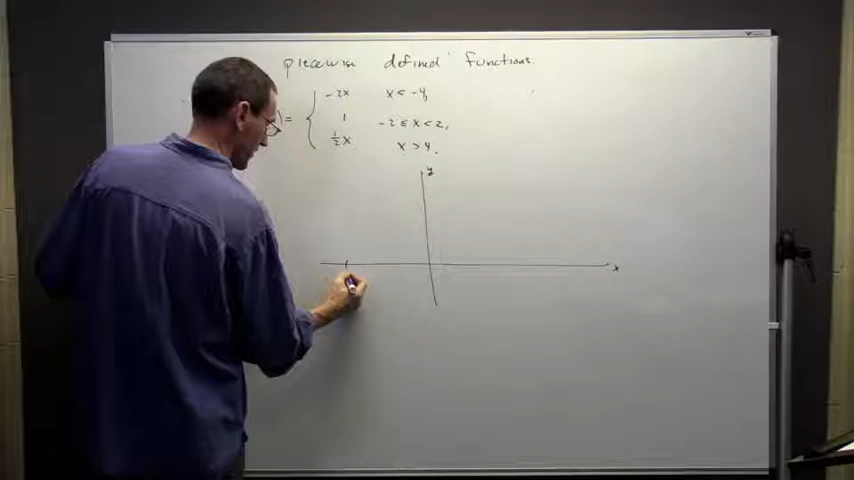 piecewise defined functions
) = { -2x x < -4,
1 -2 ≤ x < 2,
½x x > 4.
y
x